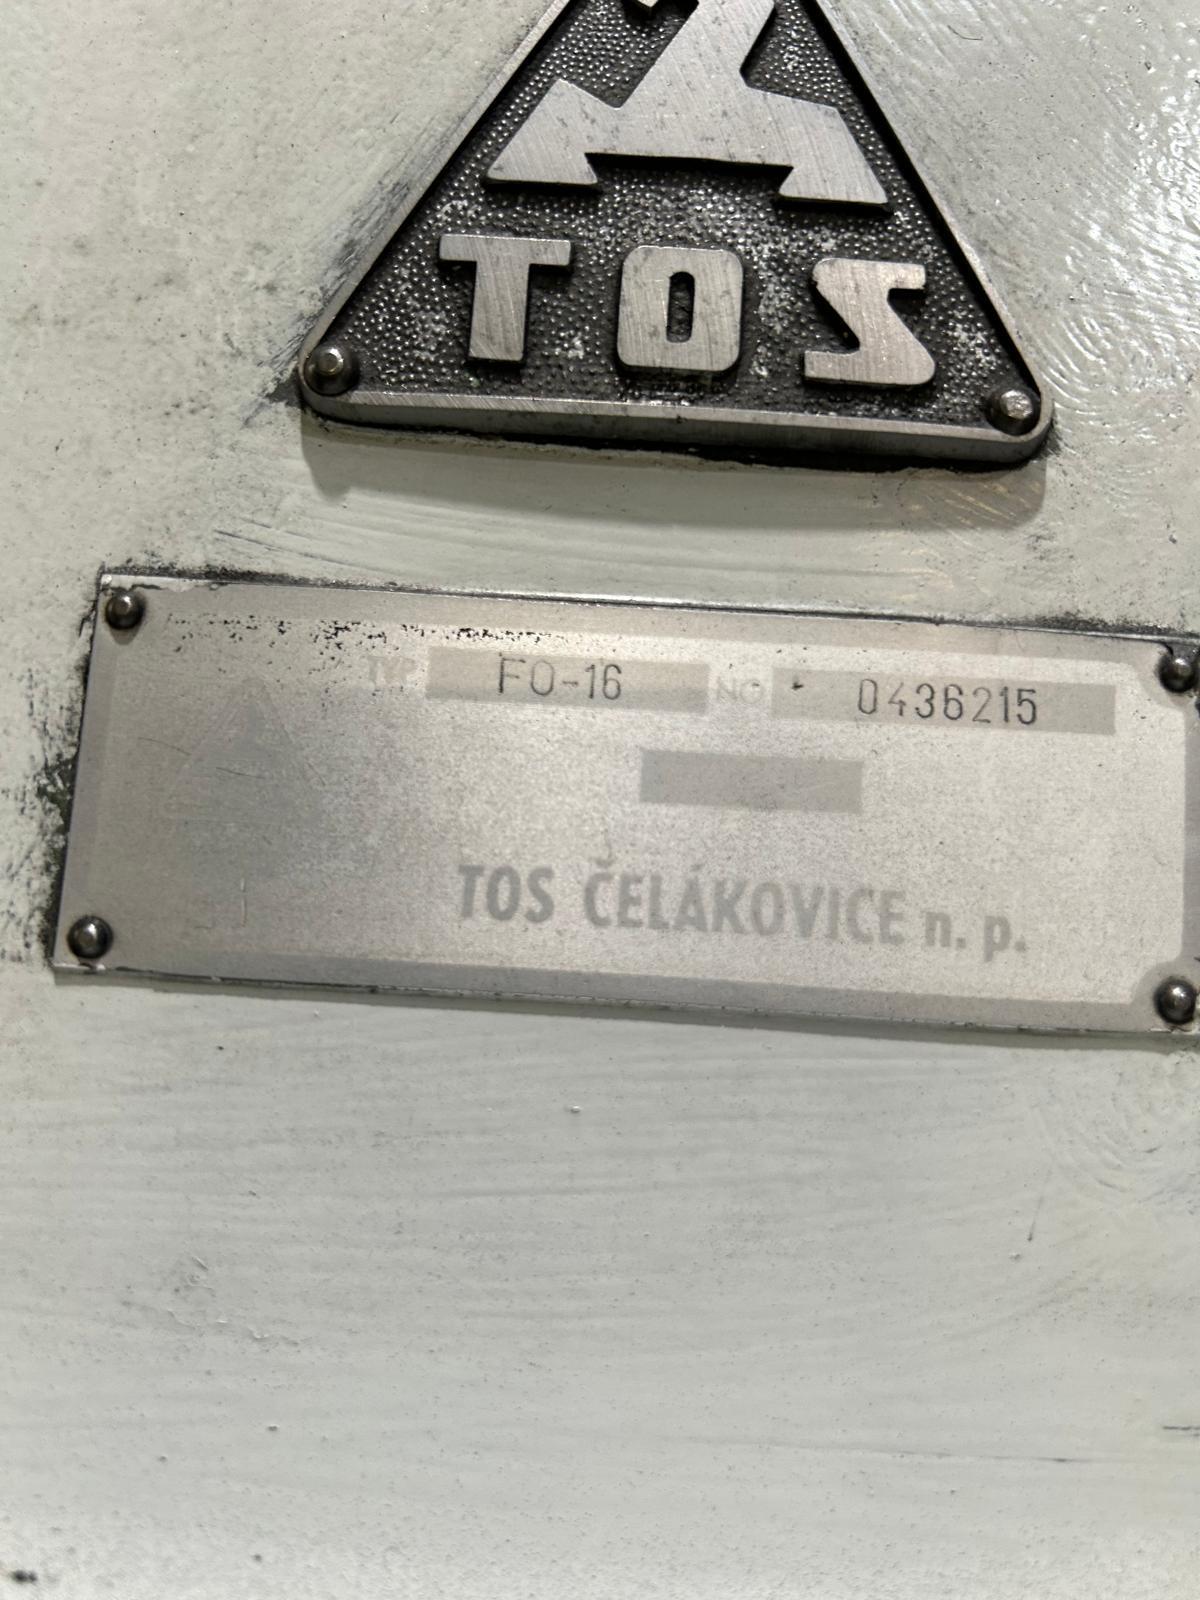 TOS
TYP FO-16 NO 0436215
TOS ČELÁKOVICE n. p.